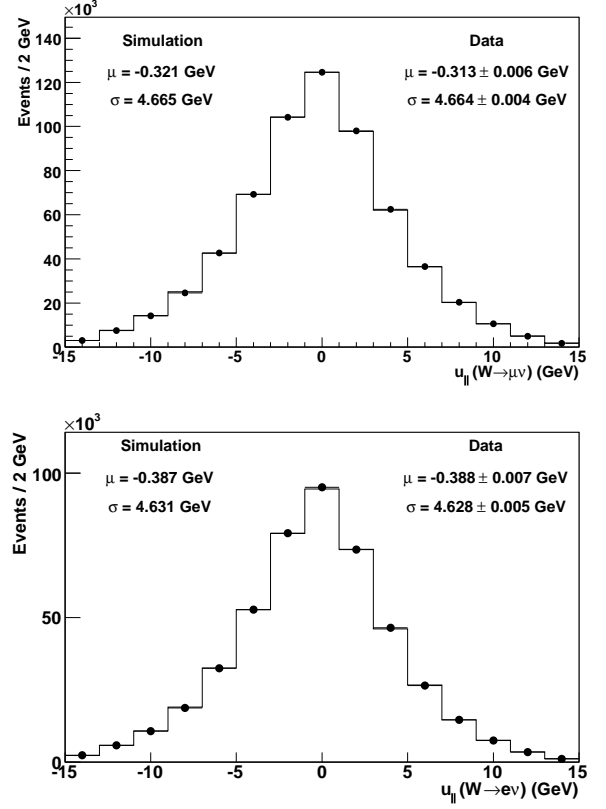 ×10³
Events / 2 GeV
140
120
100
80
60
40
20
0
Simulation
μ = -0.321 GeV
σ = 4.665 GeV
Data
μ = -0.313 ± 0.006 GeV
σ = 4.664 ± 0.004 GeV
-15 -10 -5 0 5 10 15
u||(W→μν) (GeV)
×10³
Events / 2 GeV
100
50
0
Simulation
μ = -0.387 GeV
σ = 4.631 GeV
Data
μ = -0.388 ± 0.007 GeV
σ = 4.628 ± 0.005 GeV
-15 -10 -5 0 5 10 15
u||(W→eν) (GeV)